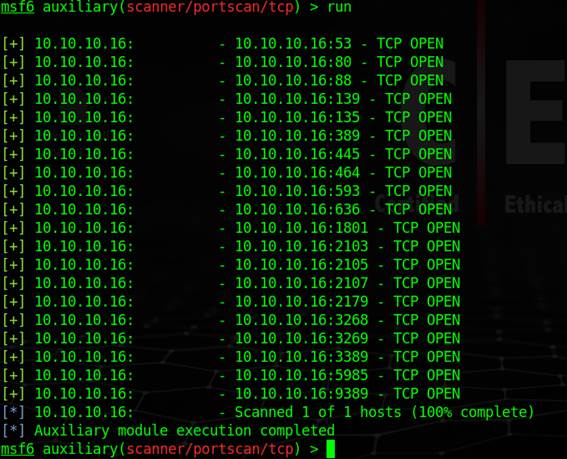 msf6 auxiliary(scanner/portscan/tcp) > run
[+] 10.10.10.16: - 10.10.10.16:53 - TCP OPEN
[+] 10.10.10.16: - 10.10.10.16:80 - TCP OPEN
[+] 10.10.10.16: - 10.10.10.16:88 - TCP OPEN
[+] 10.10.10.16: - 10.10.10.16:139 - TCP OPEN
[+] 10.10.10.16: - 10.10.10.16:135 - TCP OPEN
[+] 10.10.10.16: - 10.10.10.16:389 - TCP OPEN
[+] 10.10.10.16: - 10.10.10.16:445 - TCP OPEN
[+] 10.10.10.16: - 10.10.10.16:464 - TCP OPEN
[+] 10.10.10.16: - 10.10.10.16:593 - TCP OPEN
[+] 10.10.10.16: - 10.10.10.16:636 - TCP OPEN
[+] 10.10.10.16: - 10.10.10.16:1801 - TCP OPEN
[+] 10.10.10.16: - 10.10.10.16:2103 - TCP OPEN
[+] 10.10.10.16: - 10.10.10.16:2105 - TCP OPEN
[+] 10.10.10.16: - 10.10.10.16:2107 - TCP OPEN
[+] 10.10.10.16: - 10.10.10.16:2179 - TCP OPEN
[+] 10.10.10.16: - 10.10.10.16:3268 - TCP OPEN
[+] 10.10.10.16: - 10.10.10.16:3269 - TCP OPEN
[+] 10.10.10.16: - 10.10.10.16:3389 - TCP OPEN
[+] 10.10.10.16: - 10.10.10.16:5985 - TCP OPEN
[+] 10.10.10.16: - 10.10.10.16:9389 - TCP OPEN
[*] 10.10.10.16: - Scanned 1 of 1 hosts (100% complete)
[*] Auxiliary module execution completed
msf6 auxiliary(scanner/portscan/tcp) >
C E